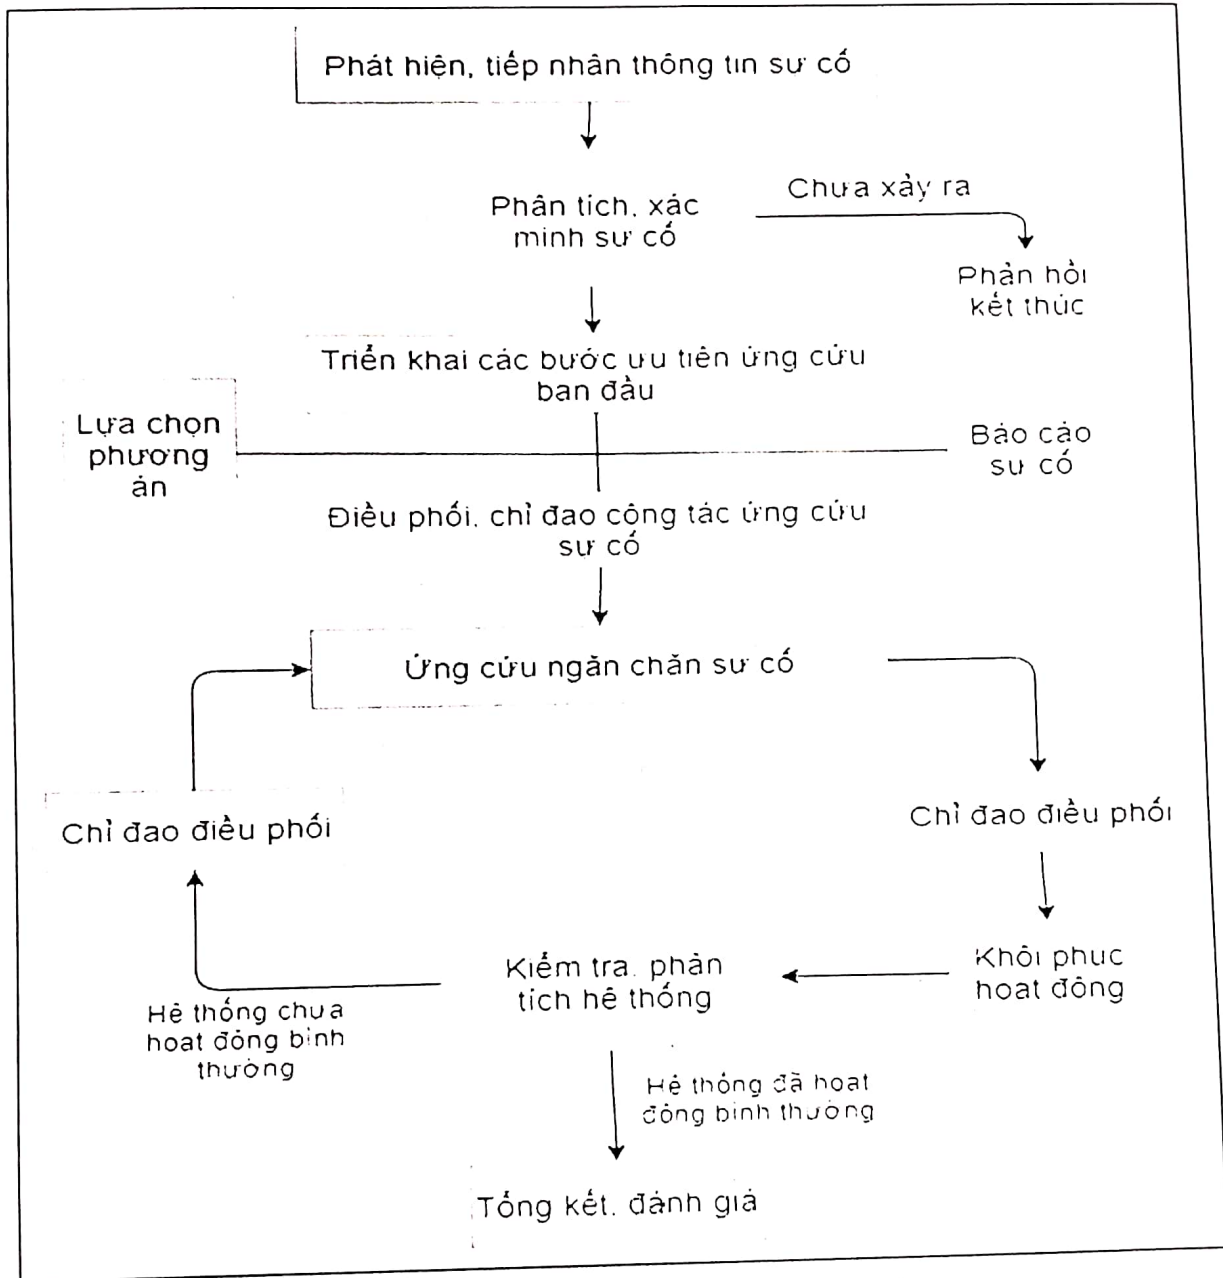 Phát hiện, tiếp nhận thông tin sự cố
Phân tích, xác
minh sự cố
Chưa xảy ra
Phản hồi
kết thúc
Triển khai các bước ưu tiên ứng cứu
ban đầu
Lựa chọn
phương
án
Báo cáo
sự cố
Điều phối, chỉ đạo công tác ứng cứu
sự cố
Ứng cứu ngăn chặn sự cố
Chỉ đạo điều phối
Chỉ đạo điều phối
Khôi phục
hoạt động
Kiểm tra, phân
tích hệ thống
Hệ thống chưa
hoạt động bình
thường
Hệ thống đã hoạt
động bình thường
Tổng kết, đánh giá